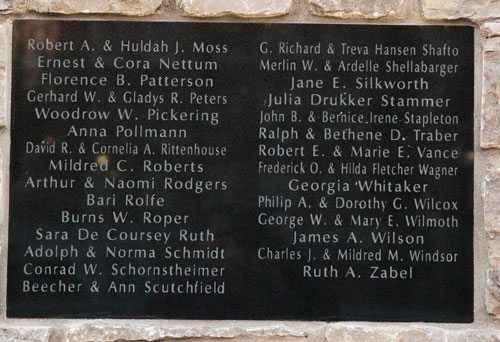 Robert A. & Huldah J. Moss
Ernest & Cora Nettum
Florence B. Patterson
Gerhard W. & Gladys R. Peters
Woodrow W. Pickering
Anna Pollmann
David R. & Cornelia A. Rittenhouse
Mildred C. Roberts
Arthur & Naomi Rodgers
Bari Rolfe
Burns W. Roper
Sara De Coursey Ruth
Adolph & Norma Schmidt
Conrad W. Schornstheimer
Beecher & Ann Scutchfield
G. Richard & Treva Hansen Shafto
Merlin W. & Ardelle Shellabarger
Jane E. Silkworth
Julia Drukker Stammer
John B. & Bernice Irene Stapleton
Ralph & Bethene D. Traber
Robert E. & Marie E. Vance
Frederick O. & Hilda Fletcher Wagner
Georgia Whitaker
Philip A. & Dorothy G. Wilcox
George W. & Mary E. Wilmoth
James A. Wilson
Charles J. & Mildred M. Windsor
Ruth A. Zabel